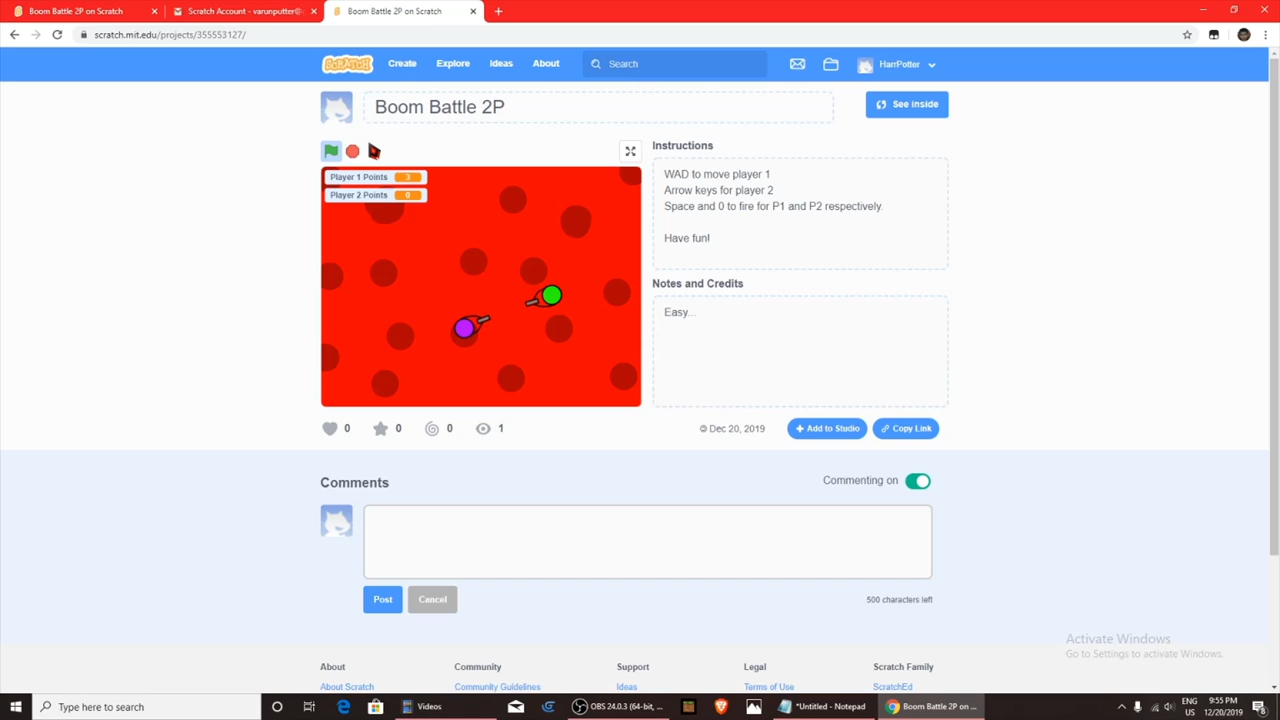 Boom Battle 2P on Scratch
Scratch Account - varunputter@
Boom Battle 2P on Scratch
scratch.mit.edu/projects/355553127/
SCRATCH
Create
Explore
Ideas
About
Search
HarrPotter
Boom Battle 2P
See inside
Player 1 Points 3
Player 2 Points 0
Instructions
WAD to move player 1
Arrow keys for player 2
Space and 0 to fire for P1 and P2 respectively.
Have fun!
Notes and Credits
Easy...
0
0
0
1
© Dec 20, 2019
Add to Studio
Copy Link
Comments
Commenting on
Post
Cancel
500 characters left
Activate Windows
Go to Settings to activate Windows.
About
Community
Support
Legal
Scratch Family
About Scratch
Community Guidelines
Ideas
Terms of Use
ScratchEd
Type here to search
Videos
OBS 24.0.3 (64-bit, ...
*Untitled - Notepad
Boom Battle 2P on ...
ENG
US
9:55 PM
12/20/2019
8